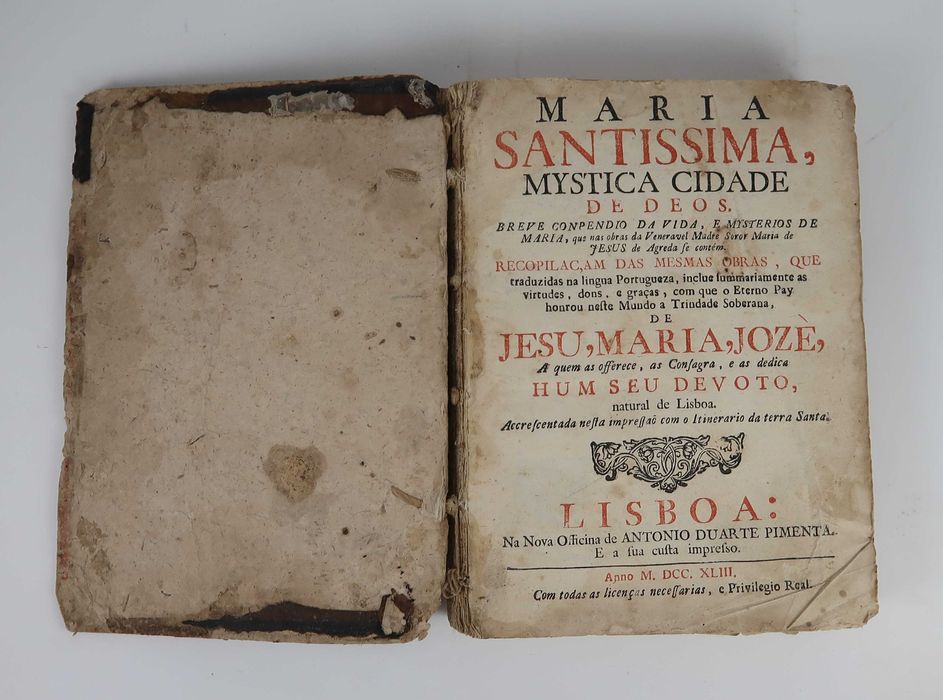 MARIA
SANTISSIMA,
MYSTICA CIDADE
DE DEOS.
BREVE CONPENDIO DA VIDA, E MYSTERIOS DE
MARIA, que nas obras da Veneravel Madre Soror Maria de
JESUS de Agreda ſe contém.
RECOPILAC,AM DAS MESMAS OBRAS, QUE
traduzidas na lingua Portugueza, inclue ſummariamente as
virtudes, dons, e graças, com que o Eterno Pay
honrou neſte Mundo a Trindade Soberana,
DE
JESU, MARIA, JOZÈ,
A quem as offerece, as Conſagra, e as dedica
HUM SEU DEVOTO,
natural de Lisboa.
Accreſcentada neſta impreſſaõ com o Itinerario da terra Santa.
LISBOA:
Na Nova Officina de ANTONIO DUARTE PIMENTA.
E a ſua cuſta impreſſo.
Anno M. DCC. XLIII.
Com todas as licenças neceſſarias, e Privilegio Real.